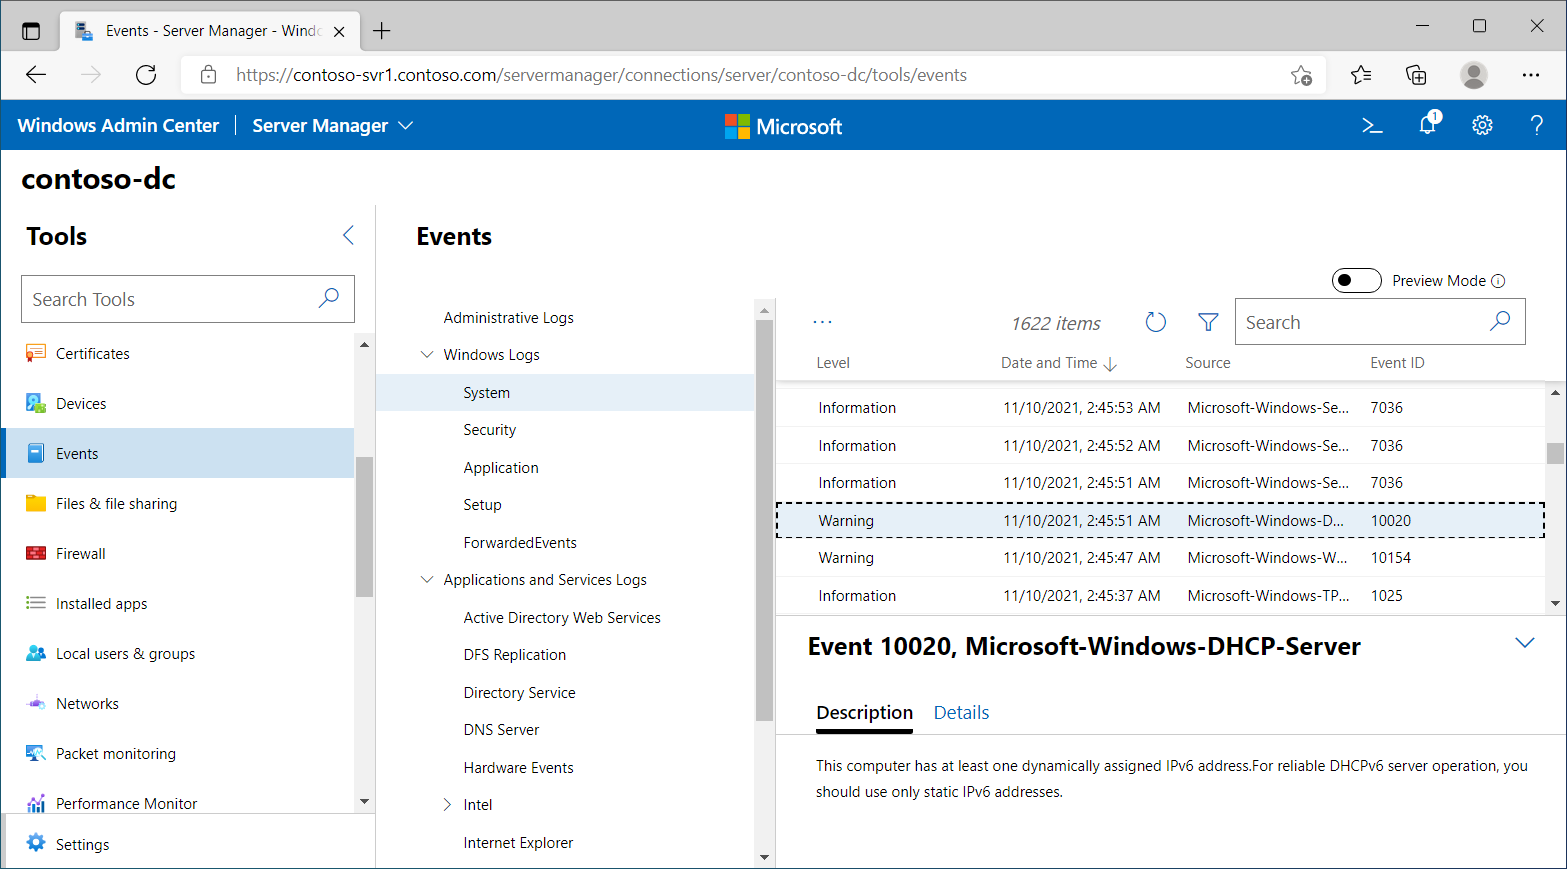 Events - Server Manager - Windo
https://contoso-svr1.contoso.com/servermanager/connections/server/contoso-dc/tools/events
Windows Admin Center Server Manager Microsoft 1
contoso-dc
Tools
Search Tools
Certificates
Devices
Events
Files & file sharing
Firewall
Installed apps
Local users & groups
Networks
Packet monitoring
Performance Monitor
Settings
Events
Administrative Logs
Windows Logs
System
Security
Application
Setup
ForwardedEvents
Applications and Services Logs
Active Directory Web Services
DFS Replication
Directory Service
DNS Server
Hardware Events
Intel
Internet Explorer
Preview Mode
... 1622 items Search
Level Date and Time Source Event ID
Information 11/10/2021, 2:45:53 AM Microsoft-Windows-Se... 7036
Information 11/10/2021, 2:45:52 AM Microsoft-Windows-Se... 7036
Information 11/10/2021, 2:45:51 AM Microsoft-Windows-Se... 7036
Warning 11/10/2021, 2:45:51 AM Microsoft-Windows-D... 10020
Warning 11/10/2021, 2:45:47 AM Microsoft-Windows-W... 10154
Information 11/10/2021, 2:45:37 AM Microsoft-Windows-TP... 1025
Event 10020, Microsoft-Windows-DHCP-Server
Description Details
This computer has at least one dynamically assigned IPv6 address.For reliable DHCPv6 server operation, you
should use only static IPv6 addresses.